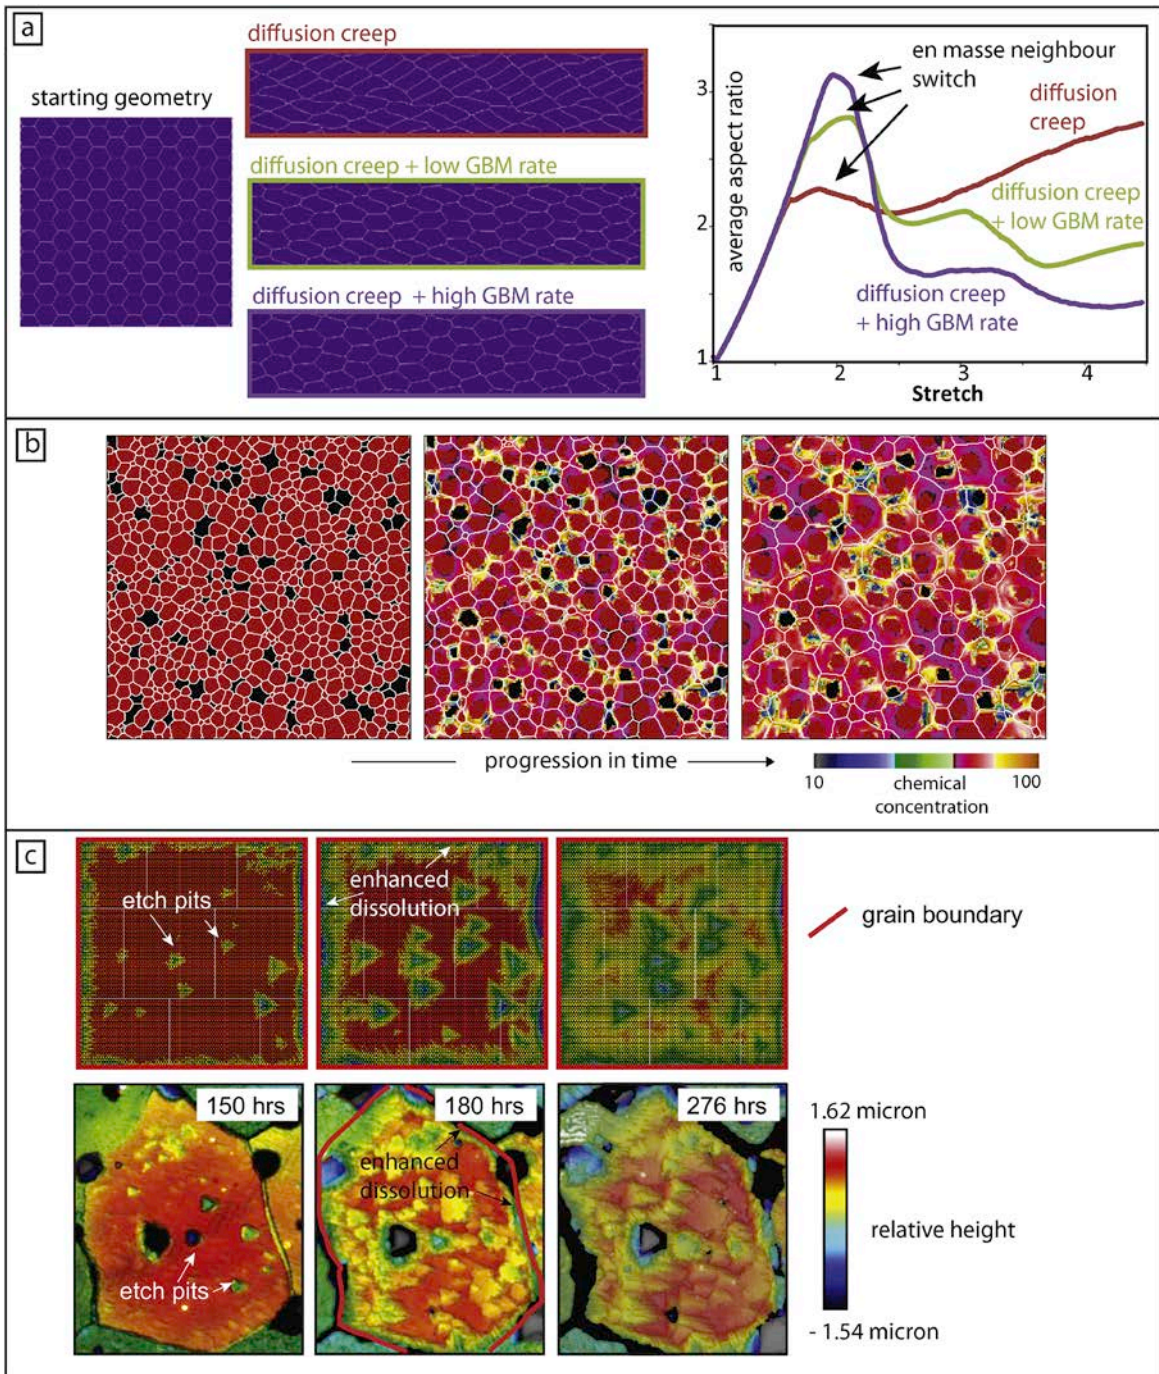 a
starting geometry
diffusion creep
diffusion creep + low GBM rate
diffusion creep + high GBM rate
average aspect ratio
3
2
1
1
2
3
4
Stretch
en masse neighbour
switch
diffusion
creep
diffusion creep
+ low GBM rate
diffusion creep
+ high GBM rate
b
progression in time
10
chemical
concentration
100
c
etch pits
enhanced
dissolution
grain boundary
150 hrs
etch pits
180 hrs
enhanced
dissolution
276 hrs
1.62 micron
relative height
- 1.54 micron